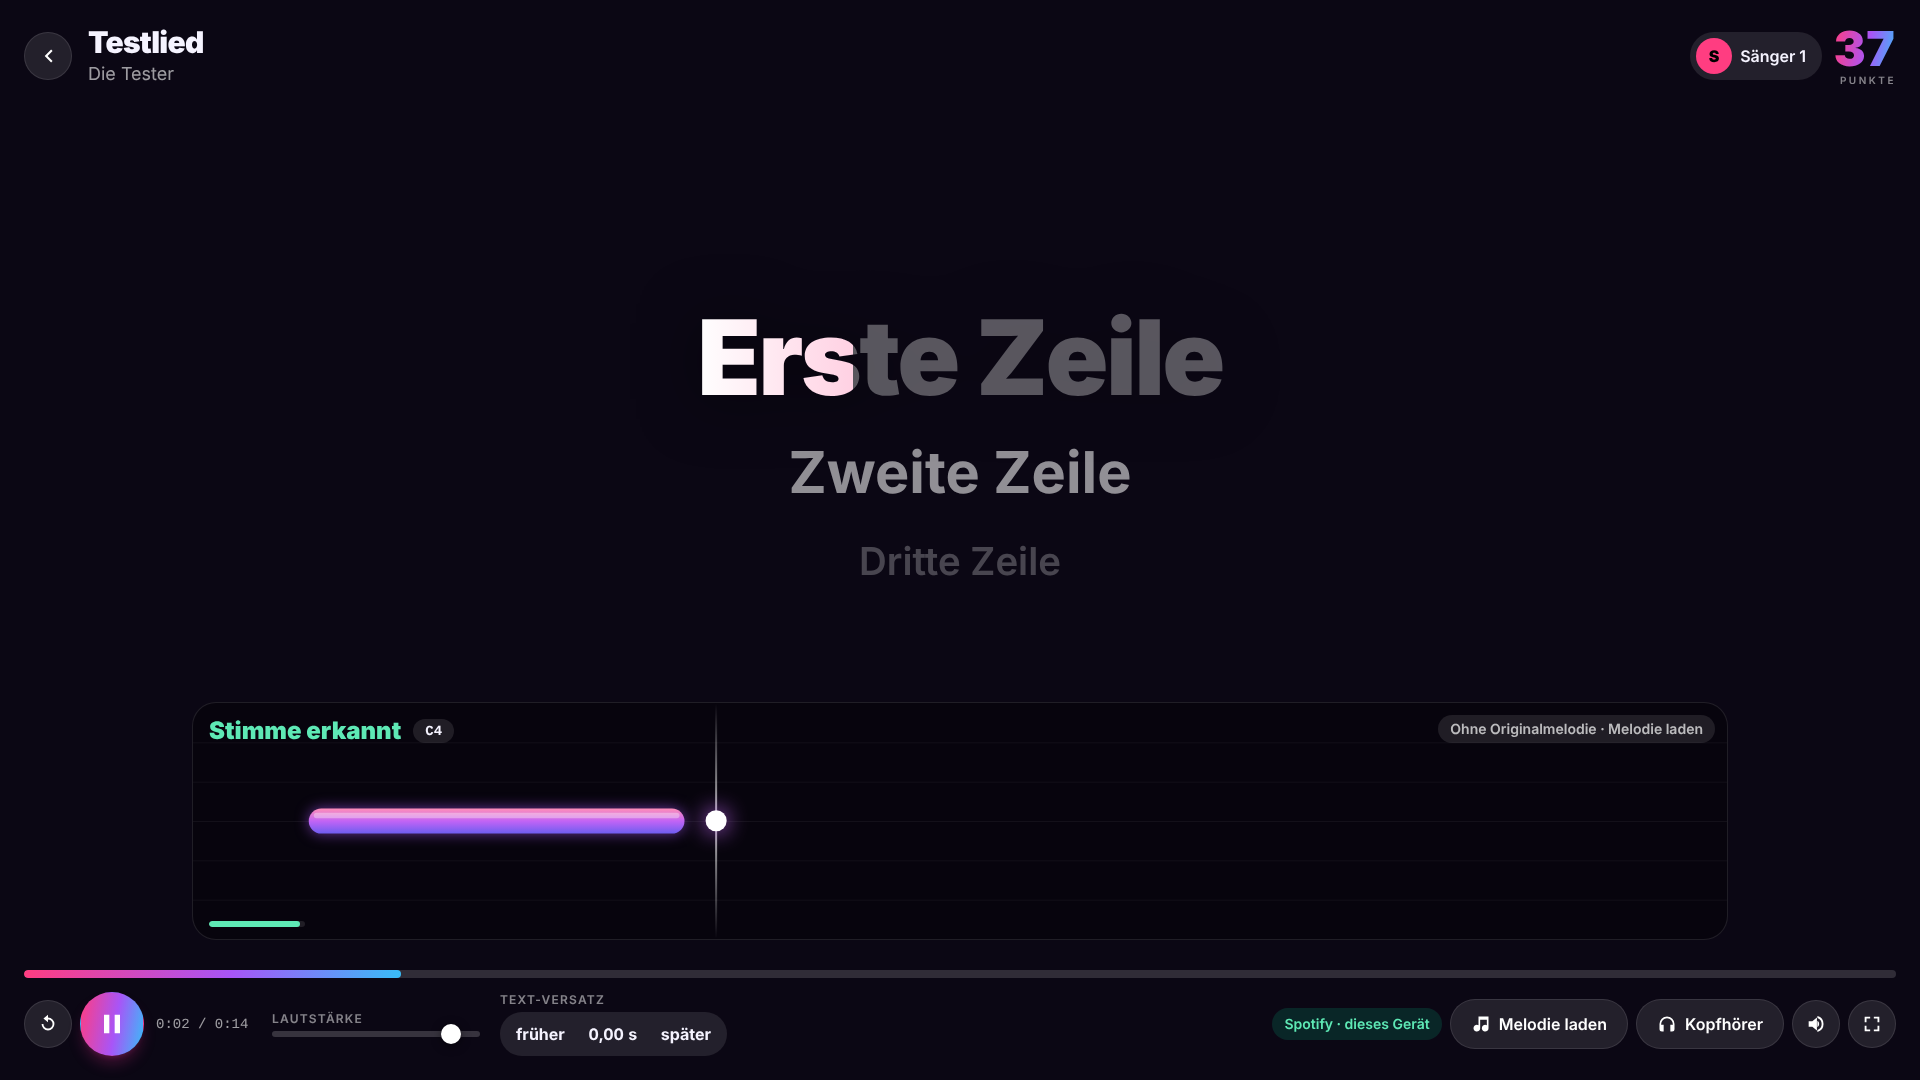 Testlied
Die Tester
S Sänger 1
37
PUNKTE
Erste Zeile
Zweite Zeile
Dritte Zeile
Stimme erkannt C4
Ohne Originalmelodie · Melodie laden
0:02 / 0:14
LAUTSTÄRKE
TEXT-VERSATZ
früher 0,00 s später
Spotify · dieses Gerät
Melodie laden
Kopfhörer